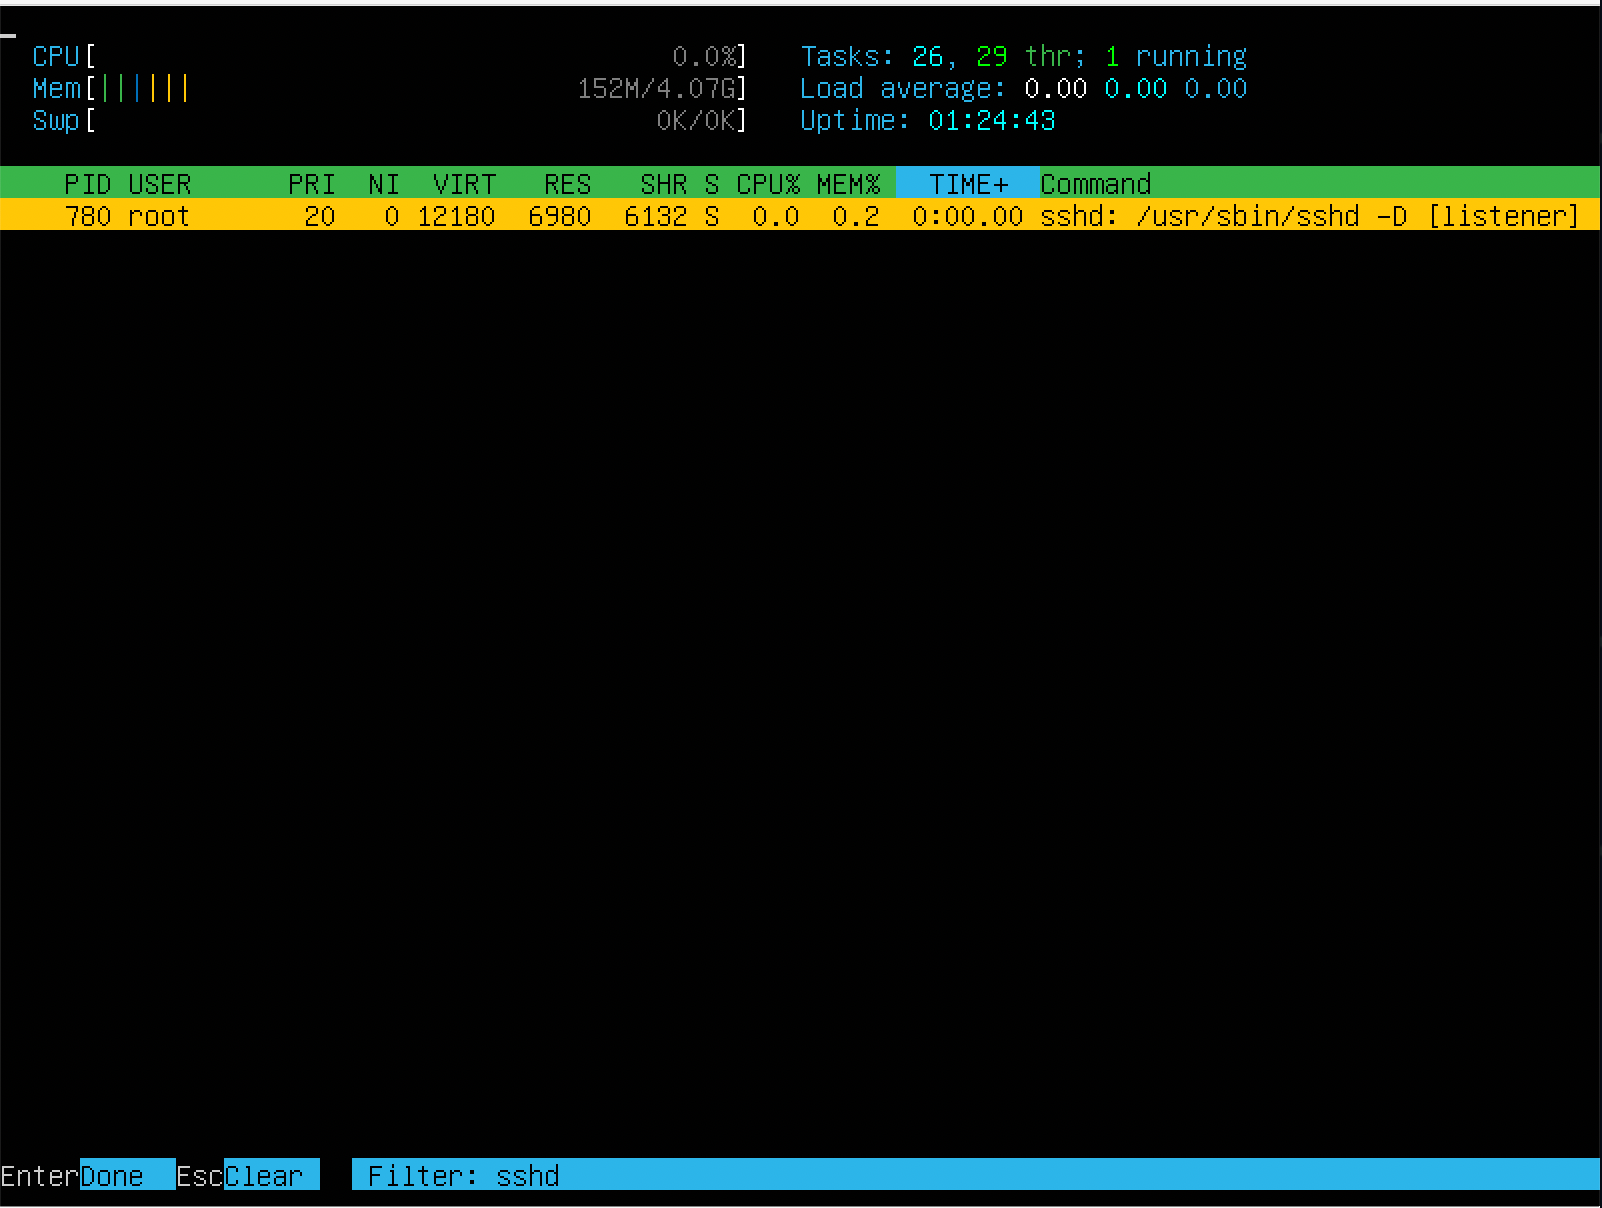 CPU[ 0.0%] Tasks: 26, 29 thr; 1 running
Mem[|||||| 152M/4.07G] Load average: 0.00 0.00 0.00
Swp[ 0K/0K] Uptime: 01:24:43
PID USER PRI NI VIRT RES SHR S CPU% MEM% TIME+ Command
780 root 20 0 12180 6980 6132 S 0.0 0.2 0:00.00 sshd: /usr/sbin/sshd -D [listener]
EnterDone EscClear Filter: sshd